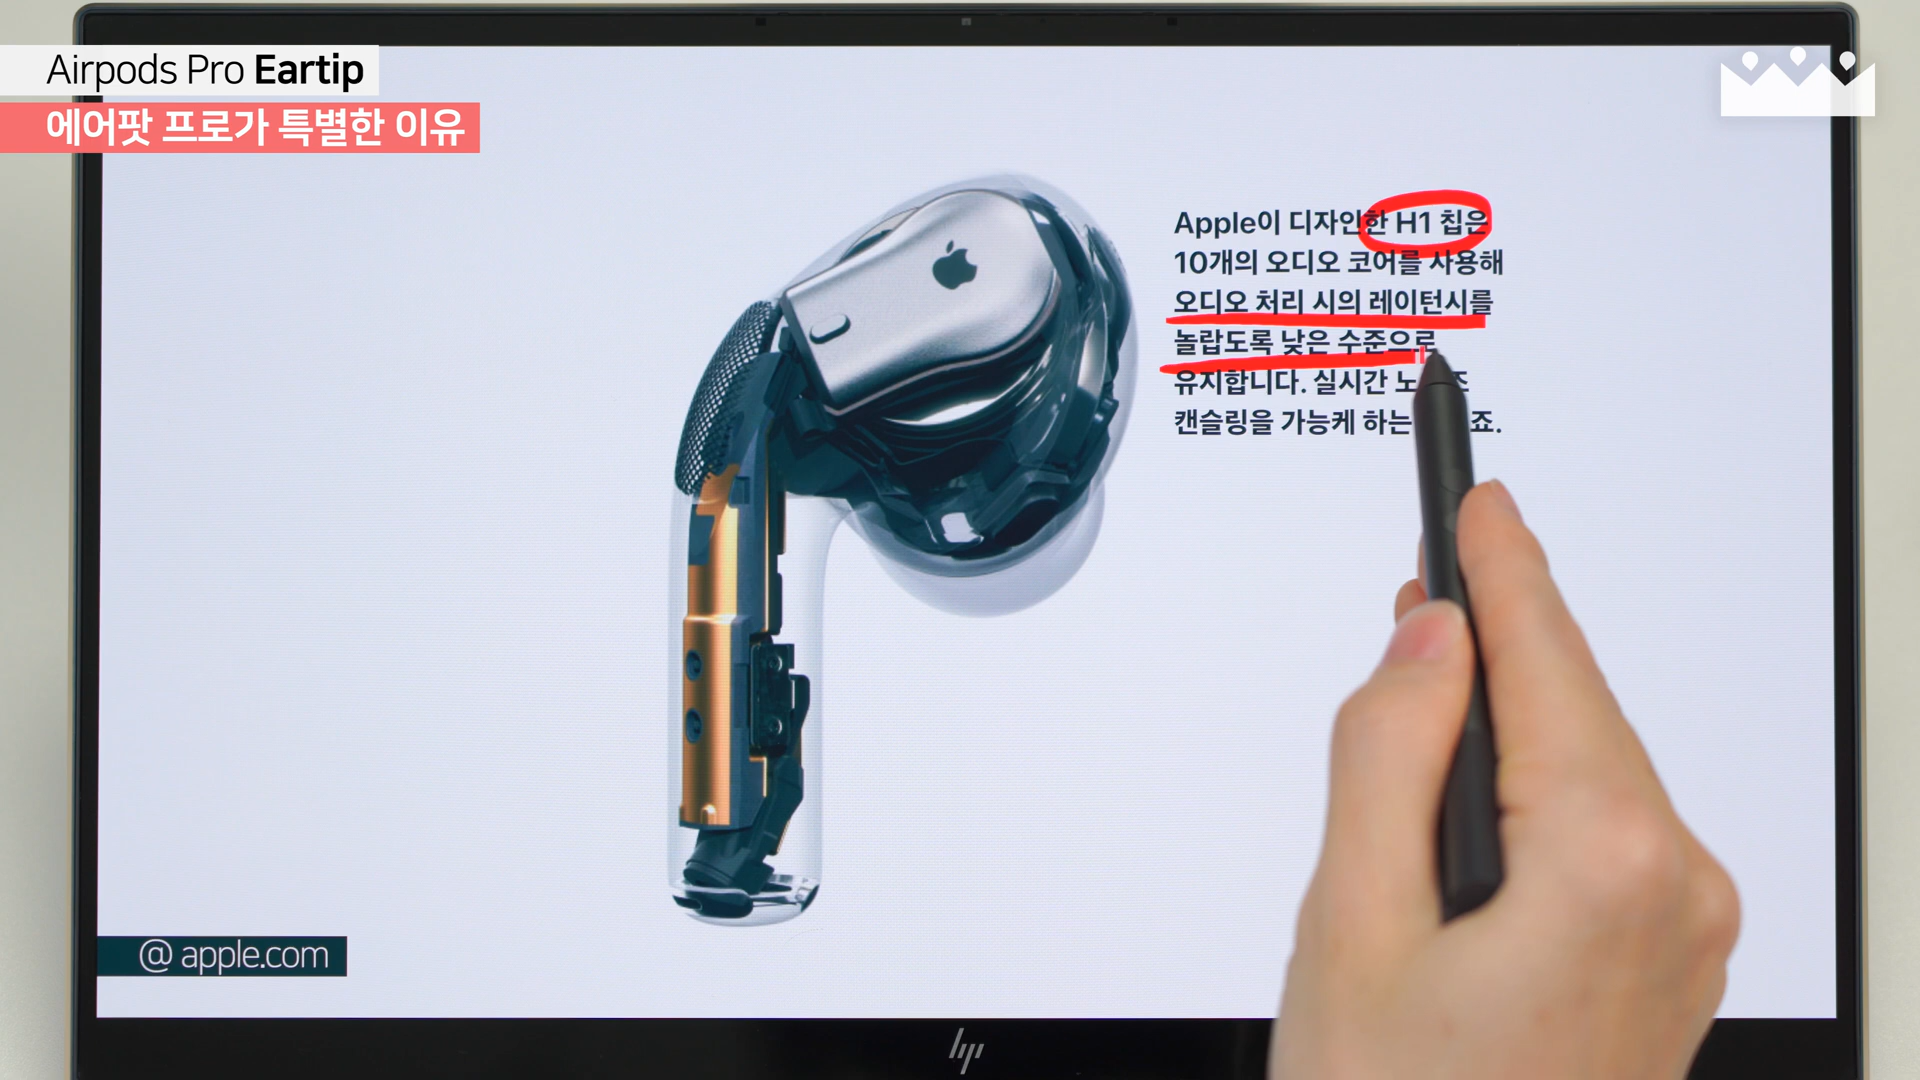 Airpods Pro Eartip
에어팟 프로가 특별한 이유
Apple이 디자인한 H1 칩은
10개의 오디오 코어를 사용해
오디오 처리 시의 레이턴시를
놀랍도록 낮은 수준으로
유지합니다. 실시간
캔슬링을 가능케 하는
@ apple.com
hp